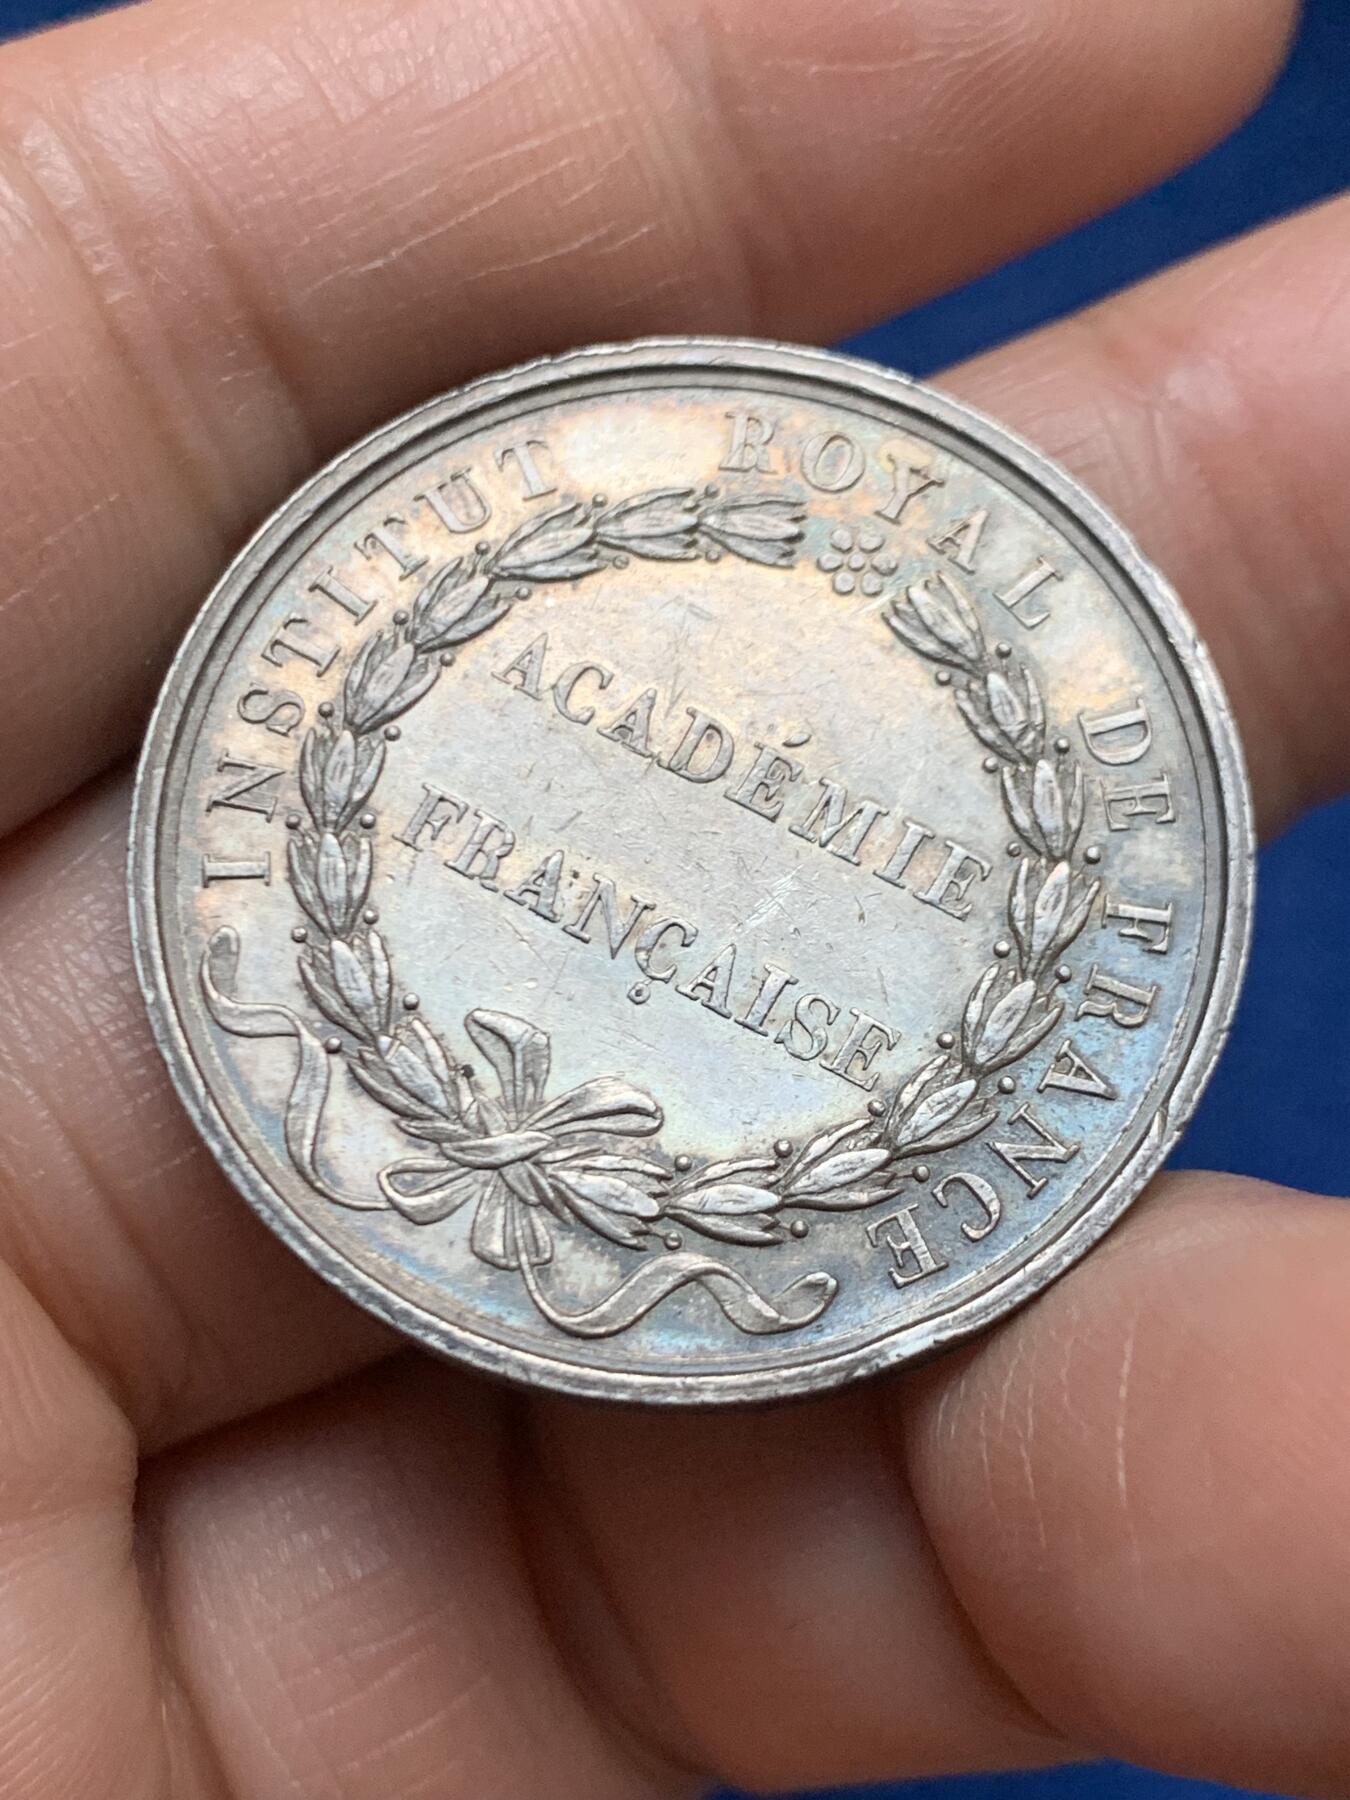 INSTITUT ROYAL DE FRANCE
ACADÉMIE
FRANÇAISE